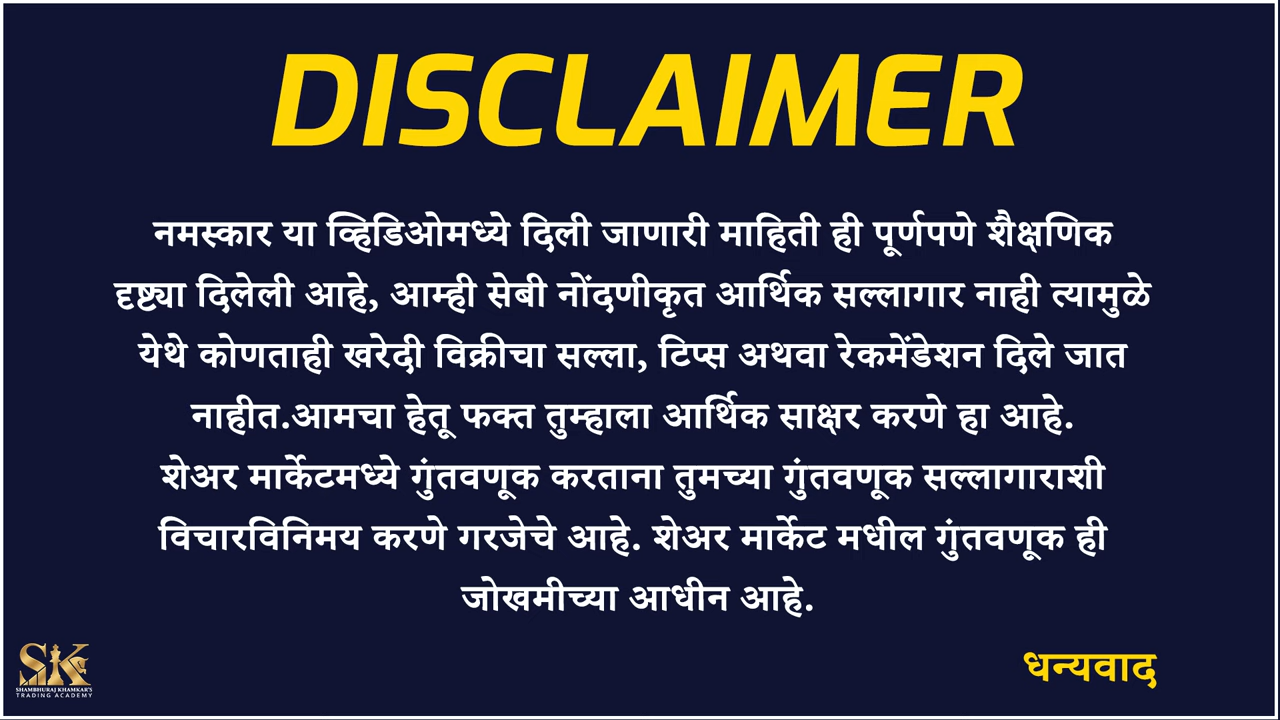 DISCLAIMER
नमस्कार या व्हिडिओमध्ये दिली जाणारी माहिती ही पूर्णपणे शैक्षणिक
दृष्ट्या दिलेली आहे, आम्ही सेबी नोंदणीकृत आर्थिक सल्लागार नाही त्यामुळे
येथे कोणताही खरेदी विक्रीचा सल्ला, टिप्स अथवा रेकमेंडेशन दिले जात
नाहीत.आमचा हेतू फक्त तुम्हाला आर्थिक साक्षर करणे हा आहे.
शेअर मार्केटमध्ये गुंतवणूक करताना तुमच्या गुंतवणूक सल्लागाराशी
विचारविनिमय करणे गरजेचे आहे. शेअर मार्केट मधील गुंतवणूक ही
जोखमीच्या आधीन आहे.
धन्यवाद
SK
SHAMBHURAJ KHAMKAR'S
TRADING ACADEMY